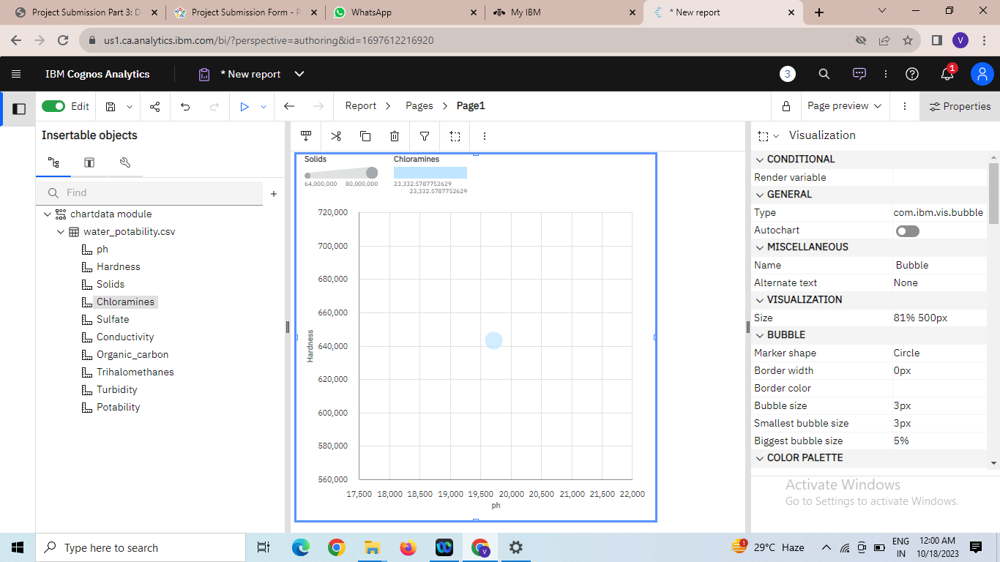 Project Submission Part 3: D
Project Submission Form - P
WhatsApp
My IBM
* New report
us1.ca.analytics.ibm.com/bi/?perspective=authoring&id=1697612216920
V
IBM Cognos Analytics
* New report
3
1
Edit
Report
Pages
Page1
Page preview
Properties
Insertable objects
Find
chartdata module
water_potability.csv
ph
Hardness
Solids
Chloramines
Sulfate
Conductivity
Organic_carbon
Trihalomethanes
Turbidity
Potability
Solids
64,000,000 80,000,000
Chloramines
23,332.5787752629
23,332.5787752629
720,000
700,000
680,000
660,000
640,000
620,000
600,000
580,000
560,000
Hardness
17,500 18,000 18,500 19,000 19,500 20,000 20,500 21,000 21,500 22,000
ph
Visualization
CONDITIONAL
Render variable
GENERAL
Type com.ibm.vis.bubble
Autochart
MISCELLANEOUS
Name Bubble
Alternate text None
VISUALIZATION
Size 81% 500px
BUBBLE
Marker shape Circle
Border width 0px
Border color
Bubble size 3px
Smallest bubble size 3px
Biggest bubble size 5%
COLOR PALETTE
Activate Windows
Go to Settings to activate Windows.
Type here to search
V
1
29°C Haze
ENG
IN
12:00 AM
10/18/2023